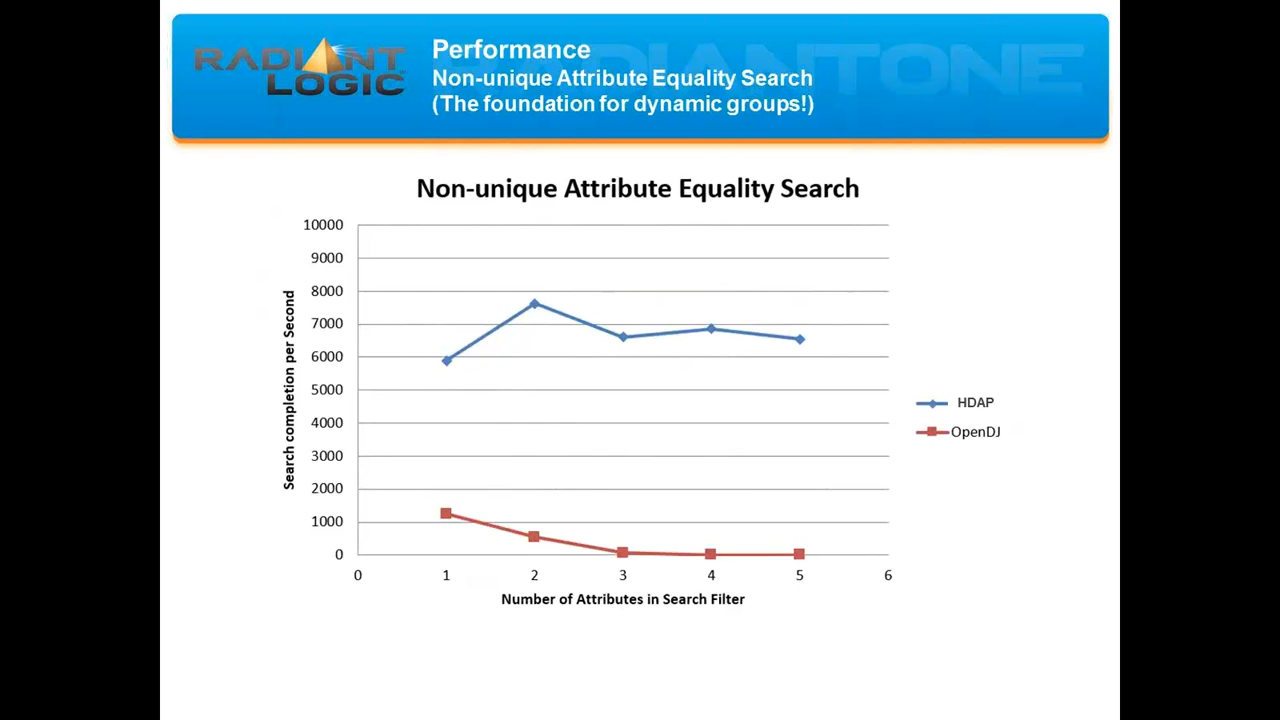 RADIANT
LOGIC
RADIANTONE
Performance
Non-unique Attribute Equality Search
(The foundation for dynamic groups!)
Non-unique Attribute Equality Search
10000
9000
8000
7000
6000
5000
4000
3000
2000
1000
0
Search completion per Second
0 1 2 3 4 5 6
Number of Attributes in Search Filter
HDAP
OpenDJ